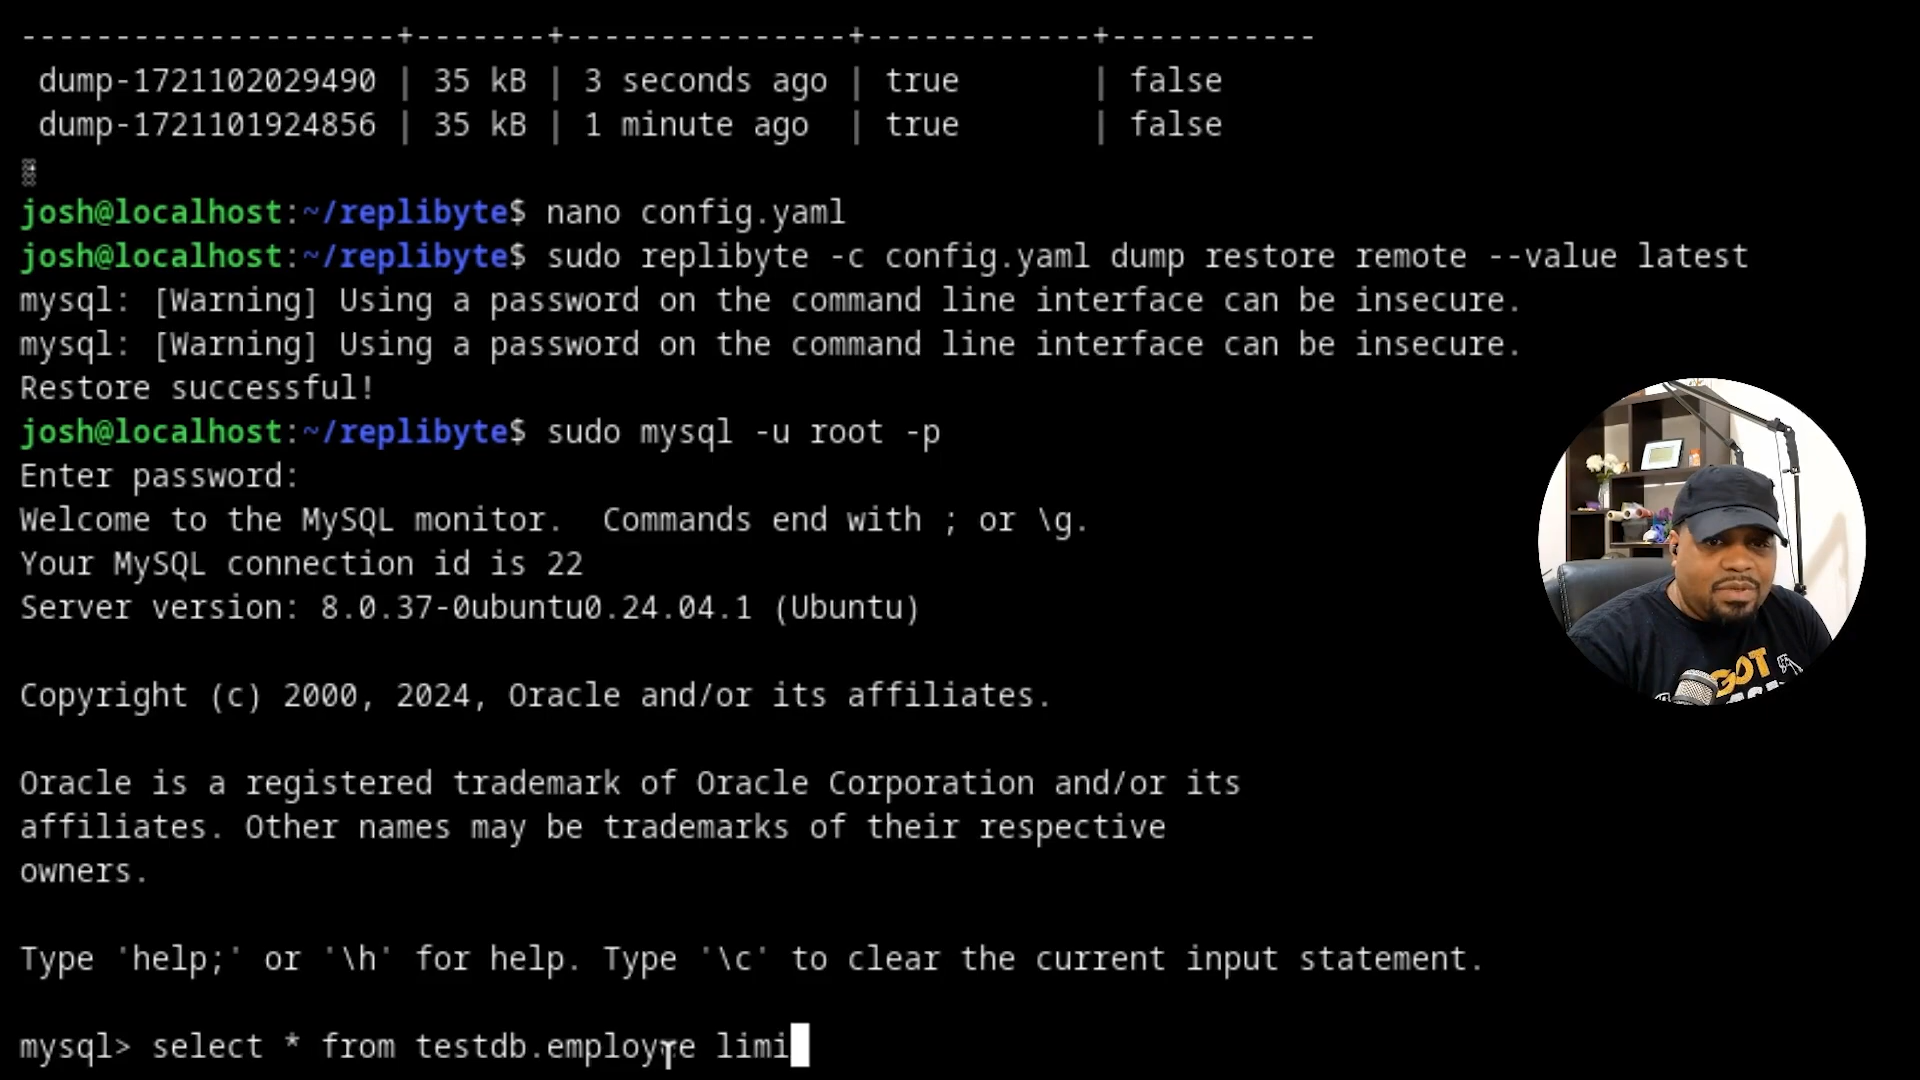 --------------------+-------+---------------+------------+-----------
dump-1721102029490 | 35 kB | 3 seconds ago | true       | false
dump-1721101924856 | 35 kB | 1 minute ago  | true       | false
josh@localhost:~/replibyte$ nano config.yaml
josh@localhost:~/replibyte$ sudo replibyte -c config.yaml dump restore remote --value latest
mysql: [Warning] Using a password on the command line interface can be insecure.
mysql: [Warning] Using a password on the command line interface can be insecure.
Restore successful!
josh@localhost:~/replibyte$ sudo mysql -u root -p
Enter password:
Welcome to the MySQL monitor.  Commands end with ; or \g.
Your MySQL connection id is 22
Server version: 8.0.37-0ubuntu0.24.04.1 (Ubuntu)
Copyright (c) 2000, 2024, Oracle and/or its affiliates.
Oracle is a registered trademark of Oracle Corporation and/or its
affiliates. Other names may be trademarks of their respective
owners.
Type 'help;' or '\h' for help. Type '\c' to clear the current input statement.
mysql> select * from testdb.employee limi
GOT